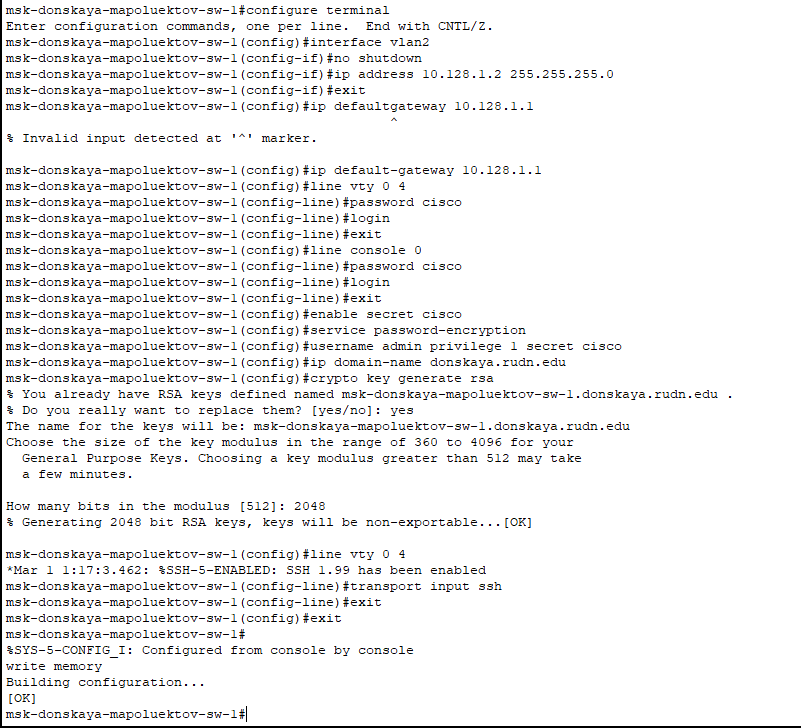 msk-donskaya-mapoluektov-sw-1#configure terminal
Enter configuration commands, one per line.  End with CNTL/Z.
msk-donskaya-mapoluektov-sw-1(config)#interface vlan2
msk-donskaya-mapoluektov-sw-1(config-if)#no shutdown
msk-donskaya-mapoluektov-sw-1(config-if)#ip address 10.128.1.2 255.255.255.0
msk-donskaya-mapoluektov-sw-1(config-if)#exit
msk-donskaya-mapoluektov-sw-1(config)#ip defaultgateway 10.128.1.1
^
% Invalid input detected at '^' marker.
msk-donskaya-mapoluektov-sw-1(config)#ip default-gateway 10.128.1.1
msk-donskaya-mapoluektov-sw-1(config)#line vty 0 4
msk-donskaya-mapoluektov-sw-1(config-line)#password cisco
msk-donskaya-mapoluektov-sw-1(config-line)#login
msk-donskaya-mapoluektov-sw-1(config-line)#exit
msk-donskaya-mapoluektov-sw-1(config)#line console 0
msk-donskaya-mapoluektov-sw-1(config-line)#password cisco
msk-donskaya-mapoluektov-sw-1(config-line)#login
msk-donskaya-mapoluektov-sw-1(config-line)#exit
msk-donskaya-mapoluektov-sw-1(config)#enable secret cisco
msk-donskaya-mapoluektov-sw-1(config)#service password-encryption
msk-donskaya-mapoluektov-sw-1(config)#username admin privilege 1 secret cisco
msk-donskaya-mapoluektov-sw-1(config)#ip domain-name donskaya.rudn.edu
msk-donskaya-mapoluektov-sw-1(config)#crypto key generate rsa
% You already have RSA keys defined named msk-donskaya-mapoluektov-sw-1.donskaya.rudn.edu .
% Do you really want to replace them? [yes/no]: yes
The name for the keys will be: msk-donskaya-mapoluektov-sw-1.donskaya.rudn.edu
Choose the size of the key modulus in the range of 360 to 4096 for your
General Purpose Keys. Choosing a key modulus greater than 512 may take
a few minutes.
How many bits in the modulus [512]: 2048
% Generating 2048 bit RSA keys, keys will be non-exportable...[OK]
msk-donskaya-mapoluektov-sw-1(config)#line vty 0 4
*Mar 1 1:17:3.462: %SSH-5-ENABLED: SSH 1.99 has been enabled
msk-donskaya-mapoluektov-sw-1(config-line)#transport input ssh
msk-donskaya-mapoluektov-sw-1(config-line)#exit
msk-donskaya-mapoluektov-sw-1(config)#exit
msk-donskaya-mapoluektov-sw-1#
%SYS-5-CONFIG_I: Configured from console by console
write memory
Building configuration...
[OK]
msk-donskaya-mapoluektov-sw-1#